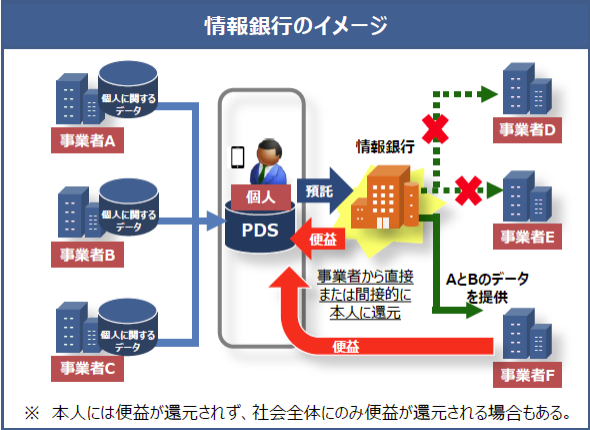 情報銀行のイメージ
個人に関する
データ
事業者A
個人に関する
データ
事業者B
個人に関する
データ
事業者C
個人
PDS
預託
便益
情報銀行
事業者から直接
または間接的に
本人に還元
便益
AとBのデータ
を提供
事業者D
事業者E
事業者F
※ 本人には便益が還元されず、社会全体にのみ便益が還元される場合もある。